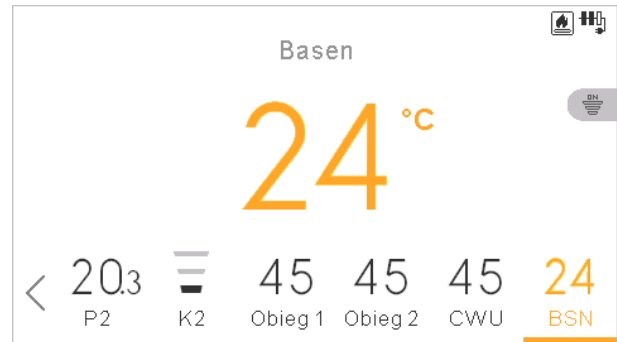 Basen
ON
24 °C
20.3 45 45 45 24
P2 K2 Obieg 1 Obieg 2 CWU BSN